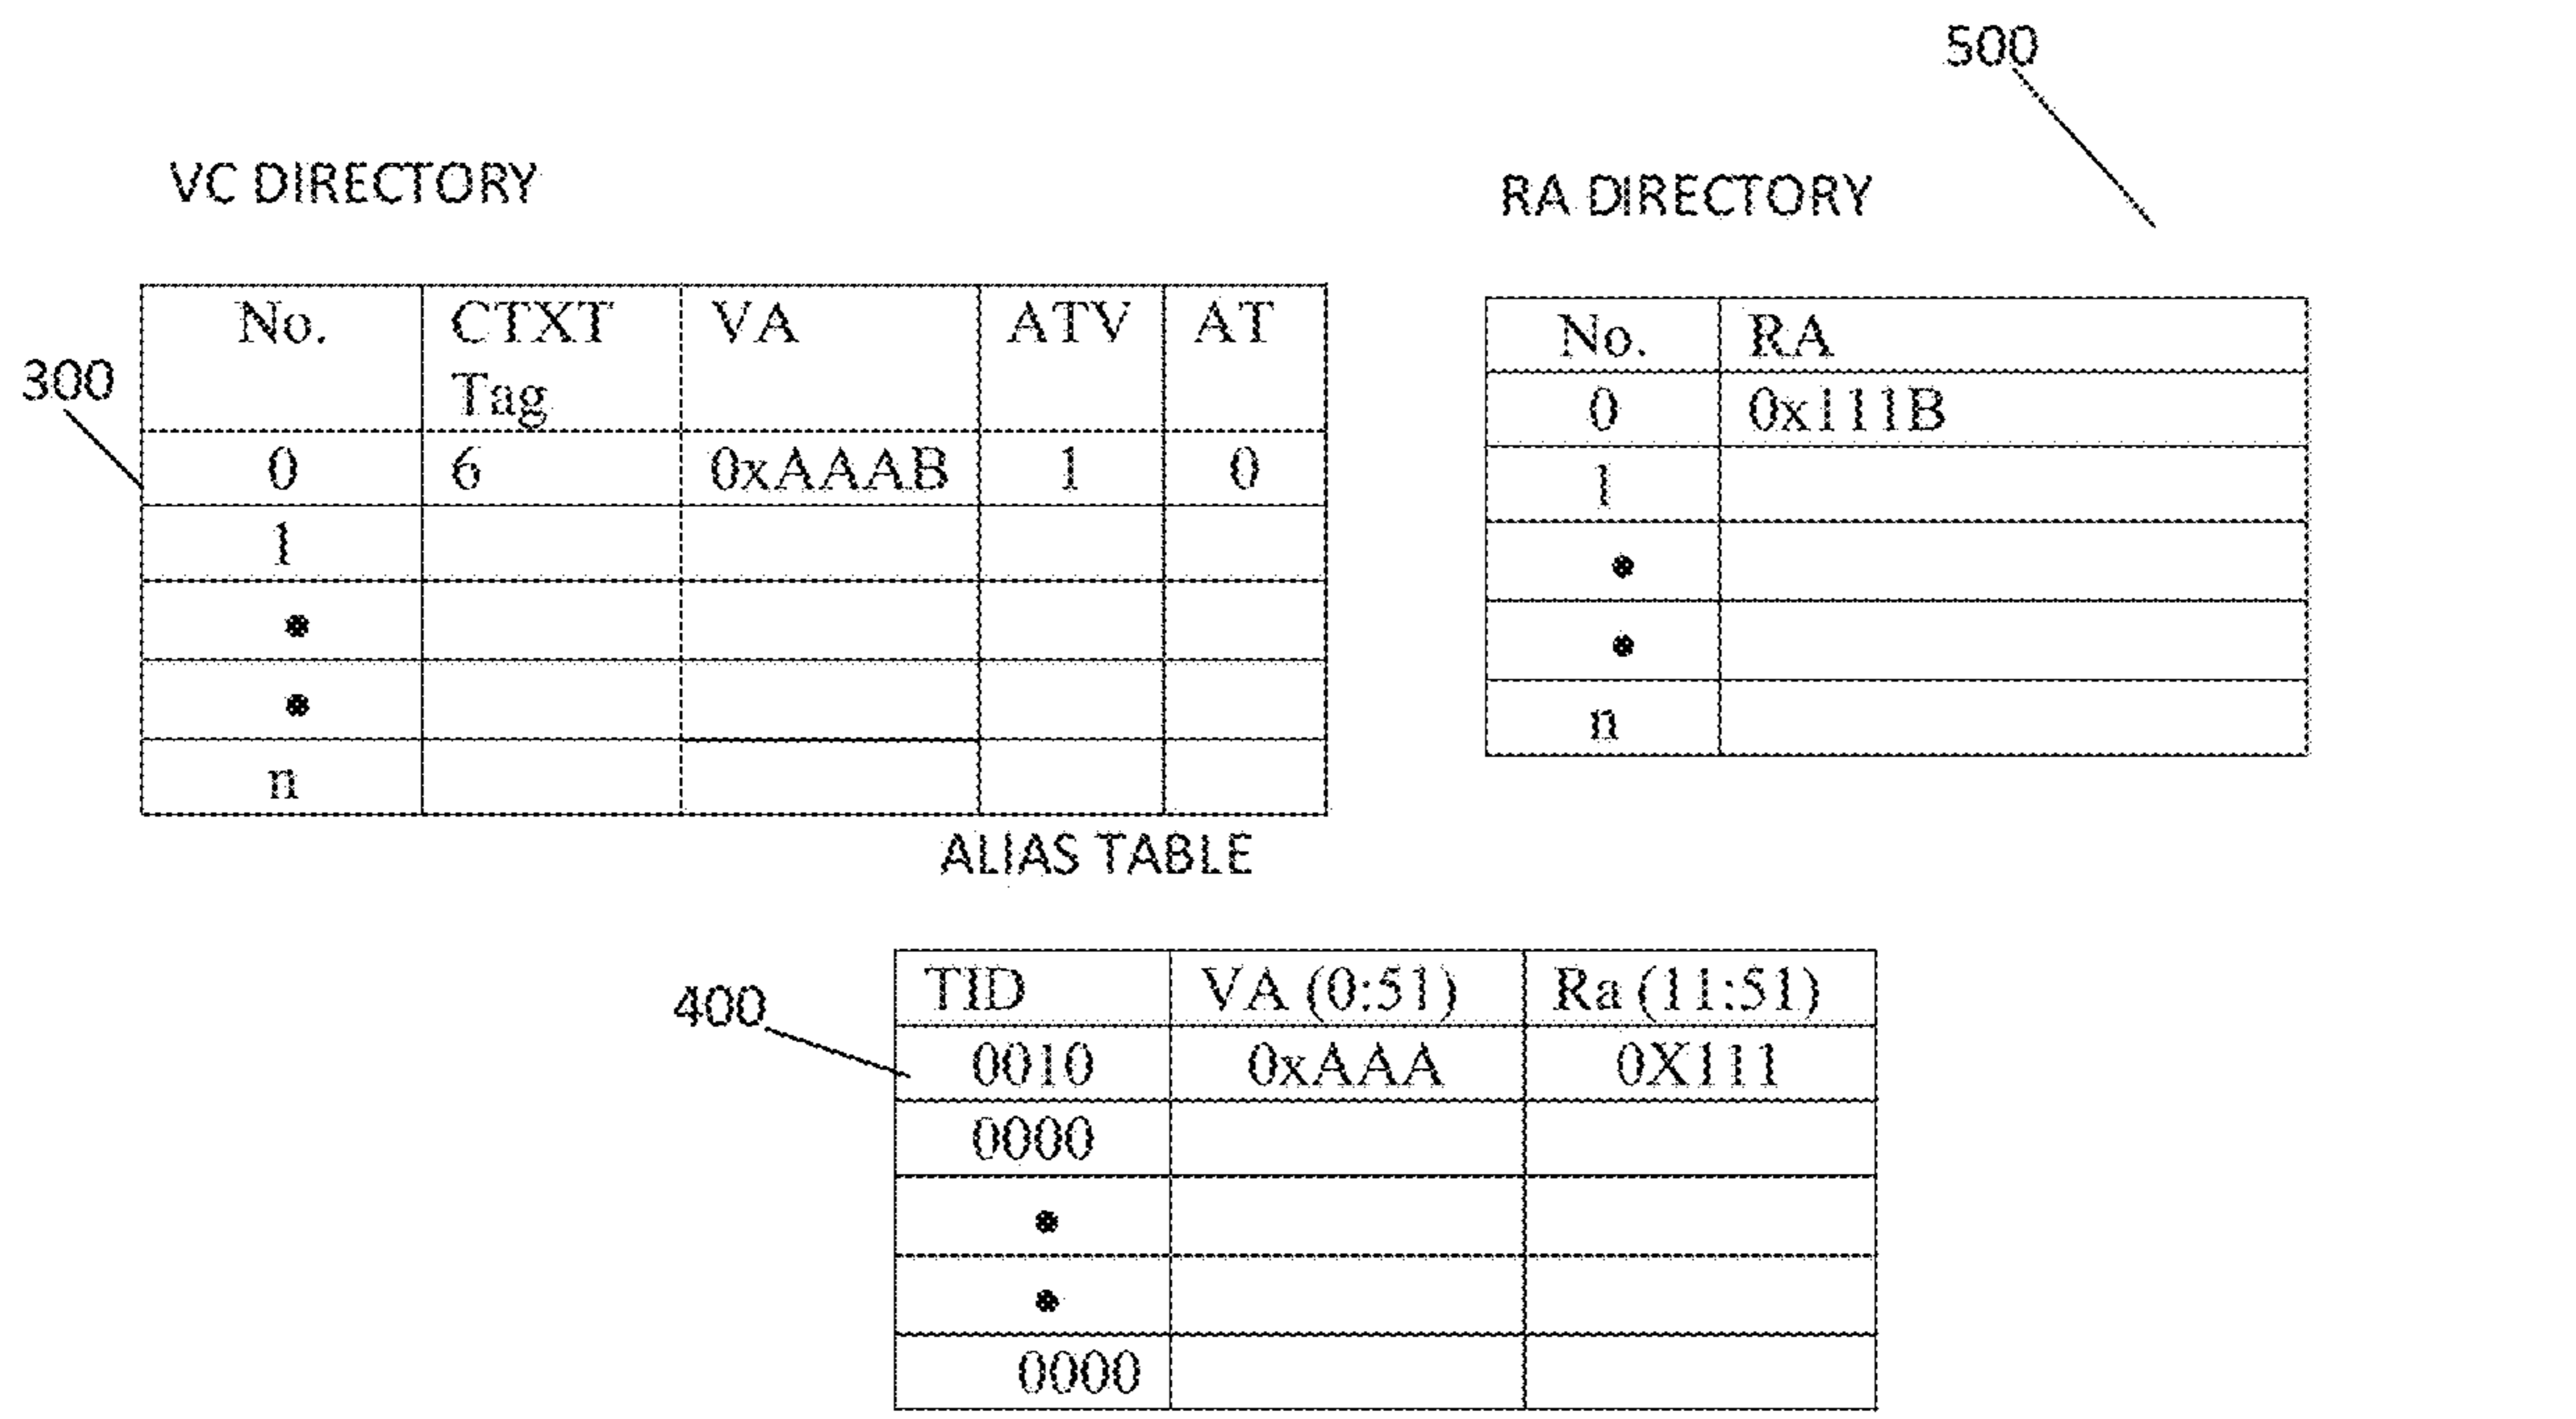 500
VC DIRECTORY
RA DIRECTORY
300
No. CTXT Tag VA ATV AT
0 6 0xAAAB 1 0
1
n
No. RA
0 0x111B
1
n
ALIAS TABLE
400
TID VA (0:51) Ra (11:51)
0010 0xAAA 0X111
0000
0000